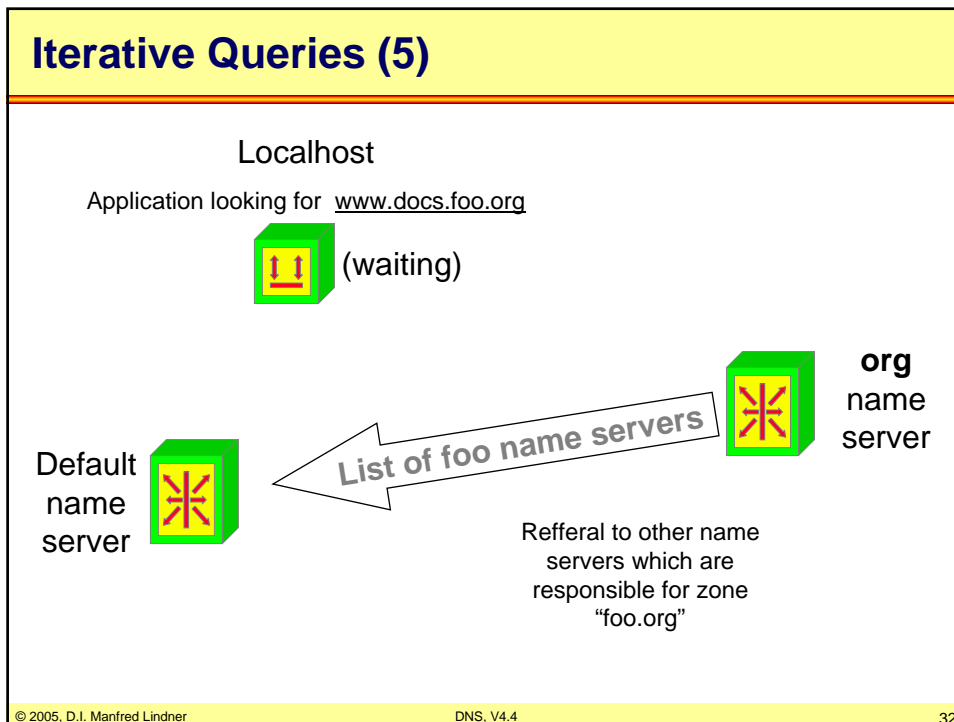 Iterative Queries (5)
Localhost
Application looking for www.docs.foo.org
(waiting)
org
name
server
List of foo name servers
Default
name
server
Refferal to other name
servers which are
responsible for zone
“foo.org”
© 2005, D.I. Manfred Lindner
DNS, V4.4
32